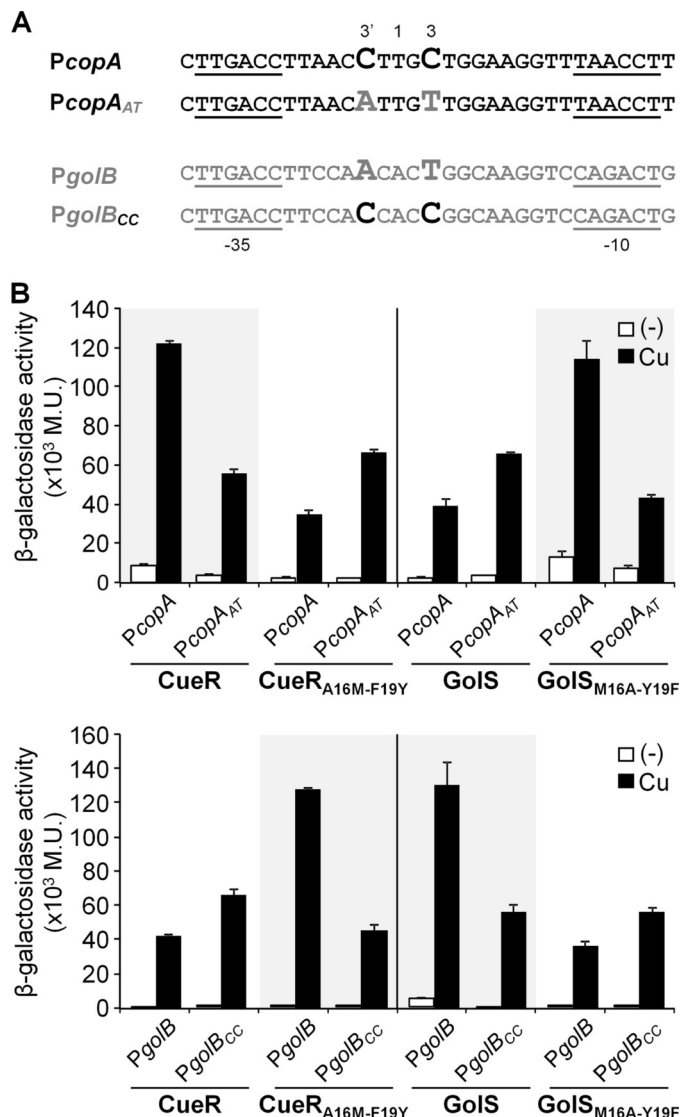 A
3' 1 3
PcopA CTTGACCTTAACCTTGCTGGAAGGTTTAACCTT
PcopAAT CTTGACCTTAACATTGTTGGAAGGTTTAACCTT
PgolB CTTGACCTTCCAACACTGGCAAGGTCCAGACTG
PgolBCC CTTGACCTTCCACCACCGGCAAGGTCCAGACTG
-35 -10
B
β-galactosidase activity
(x10³ M.U.)
140
120
100
80
60
40
20
0
(-)
Cu
PcopA PcopAAT PcopA PcopAAT PcopA PcopAAT PcopA PcopAAT
CueR CueRA16M-F19Y GolS GolSM16A-Y19F
β-galactosidase activity
(x10³ M.U.)
160
140
120
100
80
60
40
20
0
(-)
Cu
PgolB PgolBCC PgolB PgolBCC PgolB PgolBCC PgolB PgolBCC
CueR CueRA16M-F19Y GolS GolSM16A-Y19F